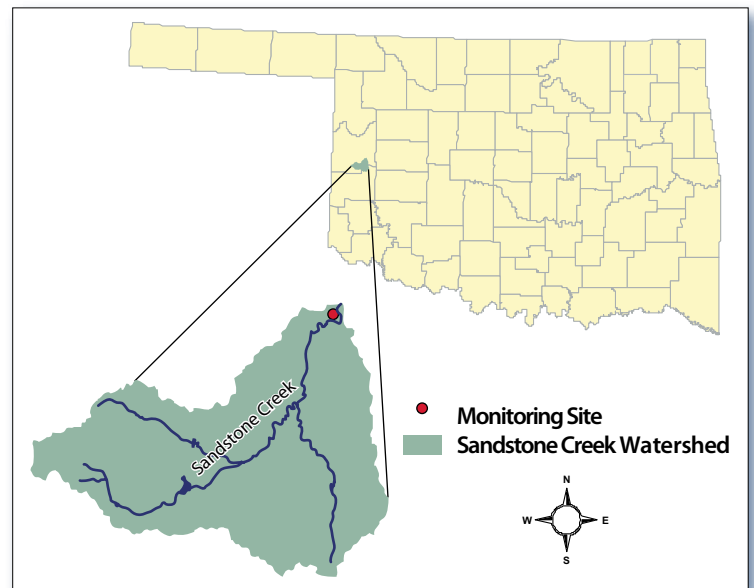 Sandstone Creek
Monitoring Site
Sandstone Creek Watershed
N
W E
S